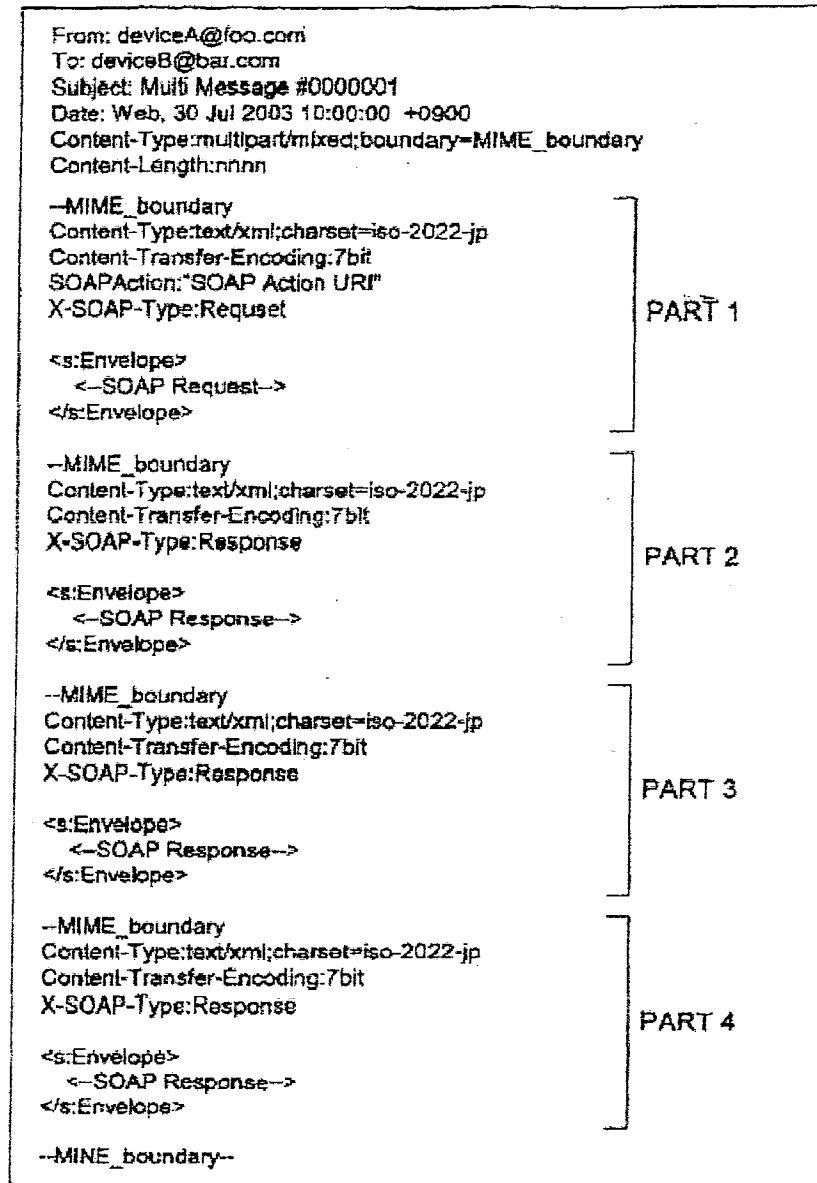 From: deviceA@foo.com
To: deviceB@bar.com
Subject: Multi Message #0000001
Date: Web, 30 Jul 2003 10:00:00 +0900
Content-Type:multipart/mixed;boundary=MIME_boundary
Content-Length:nnnn
--MIME_boundary
Content-Type:text/xml;charset=iso-2022-jp
Content-Transfer-Encoding:7bit
SOAPAction:"SOAP Action URI"
X-SOAP-Type:Requset
PART 1
<s:Envelope>
<--SOAP Request-->
</s:Envelope>
--MIME_boundary
Content-Type:text/xml;charset=iso-2022-jp
Content-Transfer-Encoding:7bit
X-SOAP-Type:Response
PART 2
<s:Envelope>
<--SOAP Response-->
</s:Envelope>
--MIME_boundary
Content-Type:text/xml;charset=iso-2022-jp
Content-Transfer-Encoding:7bit
X-SOAP-Type:Response
PART 3
<s:Envelope>
<--SOAP Response-->
</s:Envelope>
--MIME_boundary
Content-Type:text/xml;charset=iso-2022-jp
Content-Transfer-Encoding:7bit
X-SOAP-Type:Response
PART 4
<s:Envelope>
<--SOAP Response-->
</s:Envelope>
--MINE_boundary--